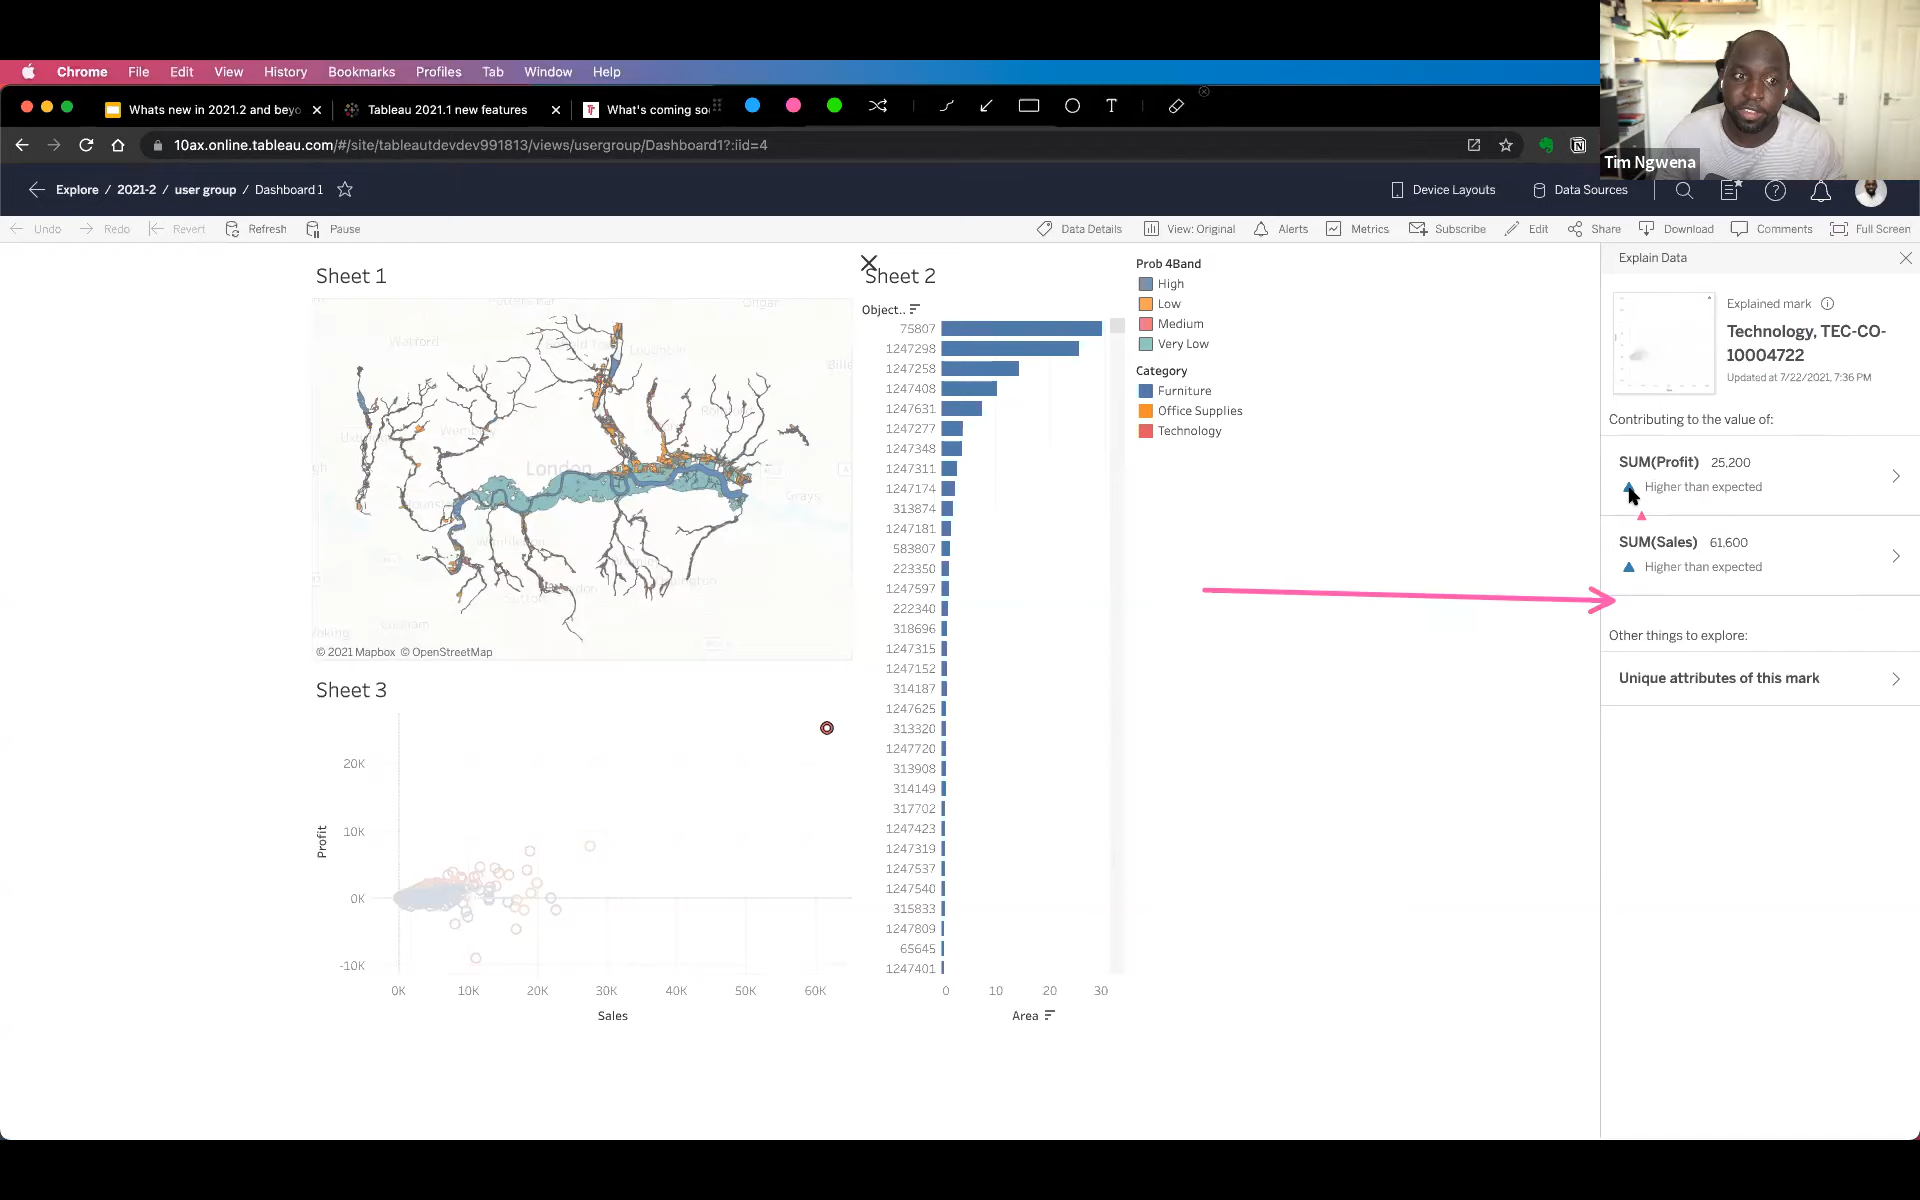 Chrome File Edit View History Bookmarks Profiles Tab Window Help
Tim Ngwena
Whats new in 2021.2 and beyo
Tableau 2021.1 new features
What's coming so
T
10ax.online.tableau.com/#/site/tableautdevdev991813/views/usergroup/Dashboard1?:iid=4
Explore / 2021-2 / user group / Dashboard 1
Device Layouts
Data Sources
Undo Redo Revert Refresh Pause
Data Details View: Original Alerts Metrics Subscribe Edit Share Download Comments Full Screen
Sheet 1
Watford
Loughton
Wembley
London
Grays
Wimbledon
Sutton
© 2021 Mapbox © OpenStreetMap
Sheet 3
Profit
20K
10K
0K
-10K
0K 10K 20K 30K 40K 50K 60K
Sales
Sheet 2
Object..
75807
1247298
1247258
1247408
1247631
1247277
1247348
1247311
1247174
313874
1247181
583807
223350
1247597
222340
318696
1247315
1247152
314187
1247625
313320
1247720
313908
314149
317702
1247423
1247319
1247537
1247540
315833
1247809
65645
1247401
0 10 20 30
Area
Prob 4Band
High
Low
Medium
Very Low
Category
Furniture
Office Supplies
Technology
Explain Data
Explained mark
Technology, TEC-CO-
10004722
Updated at 7/22/2021, 7:36 PM
Contributing to the value of:
SUM(Profit) 25,200
Higher than expected
SUM(Sales) 61,600
Higher than expected
Other things to explore:
Unique attributes of this mark